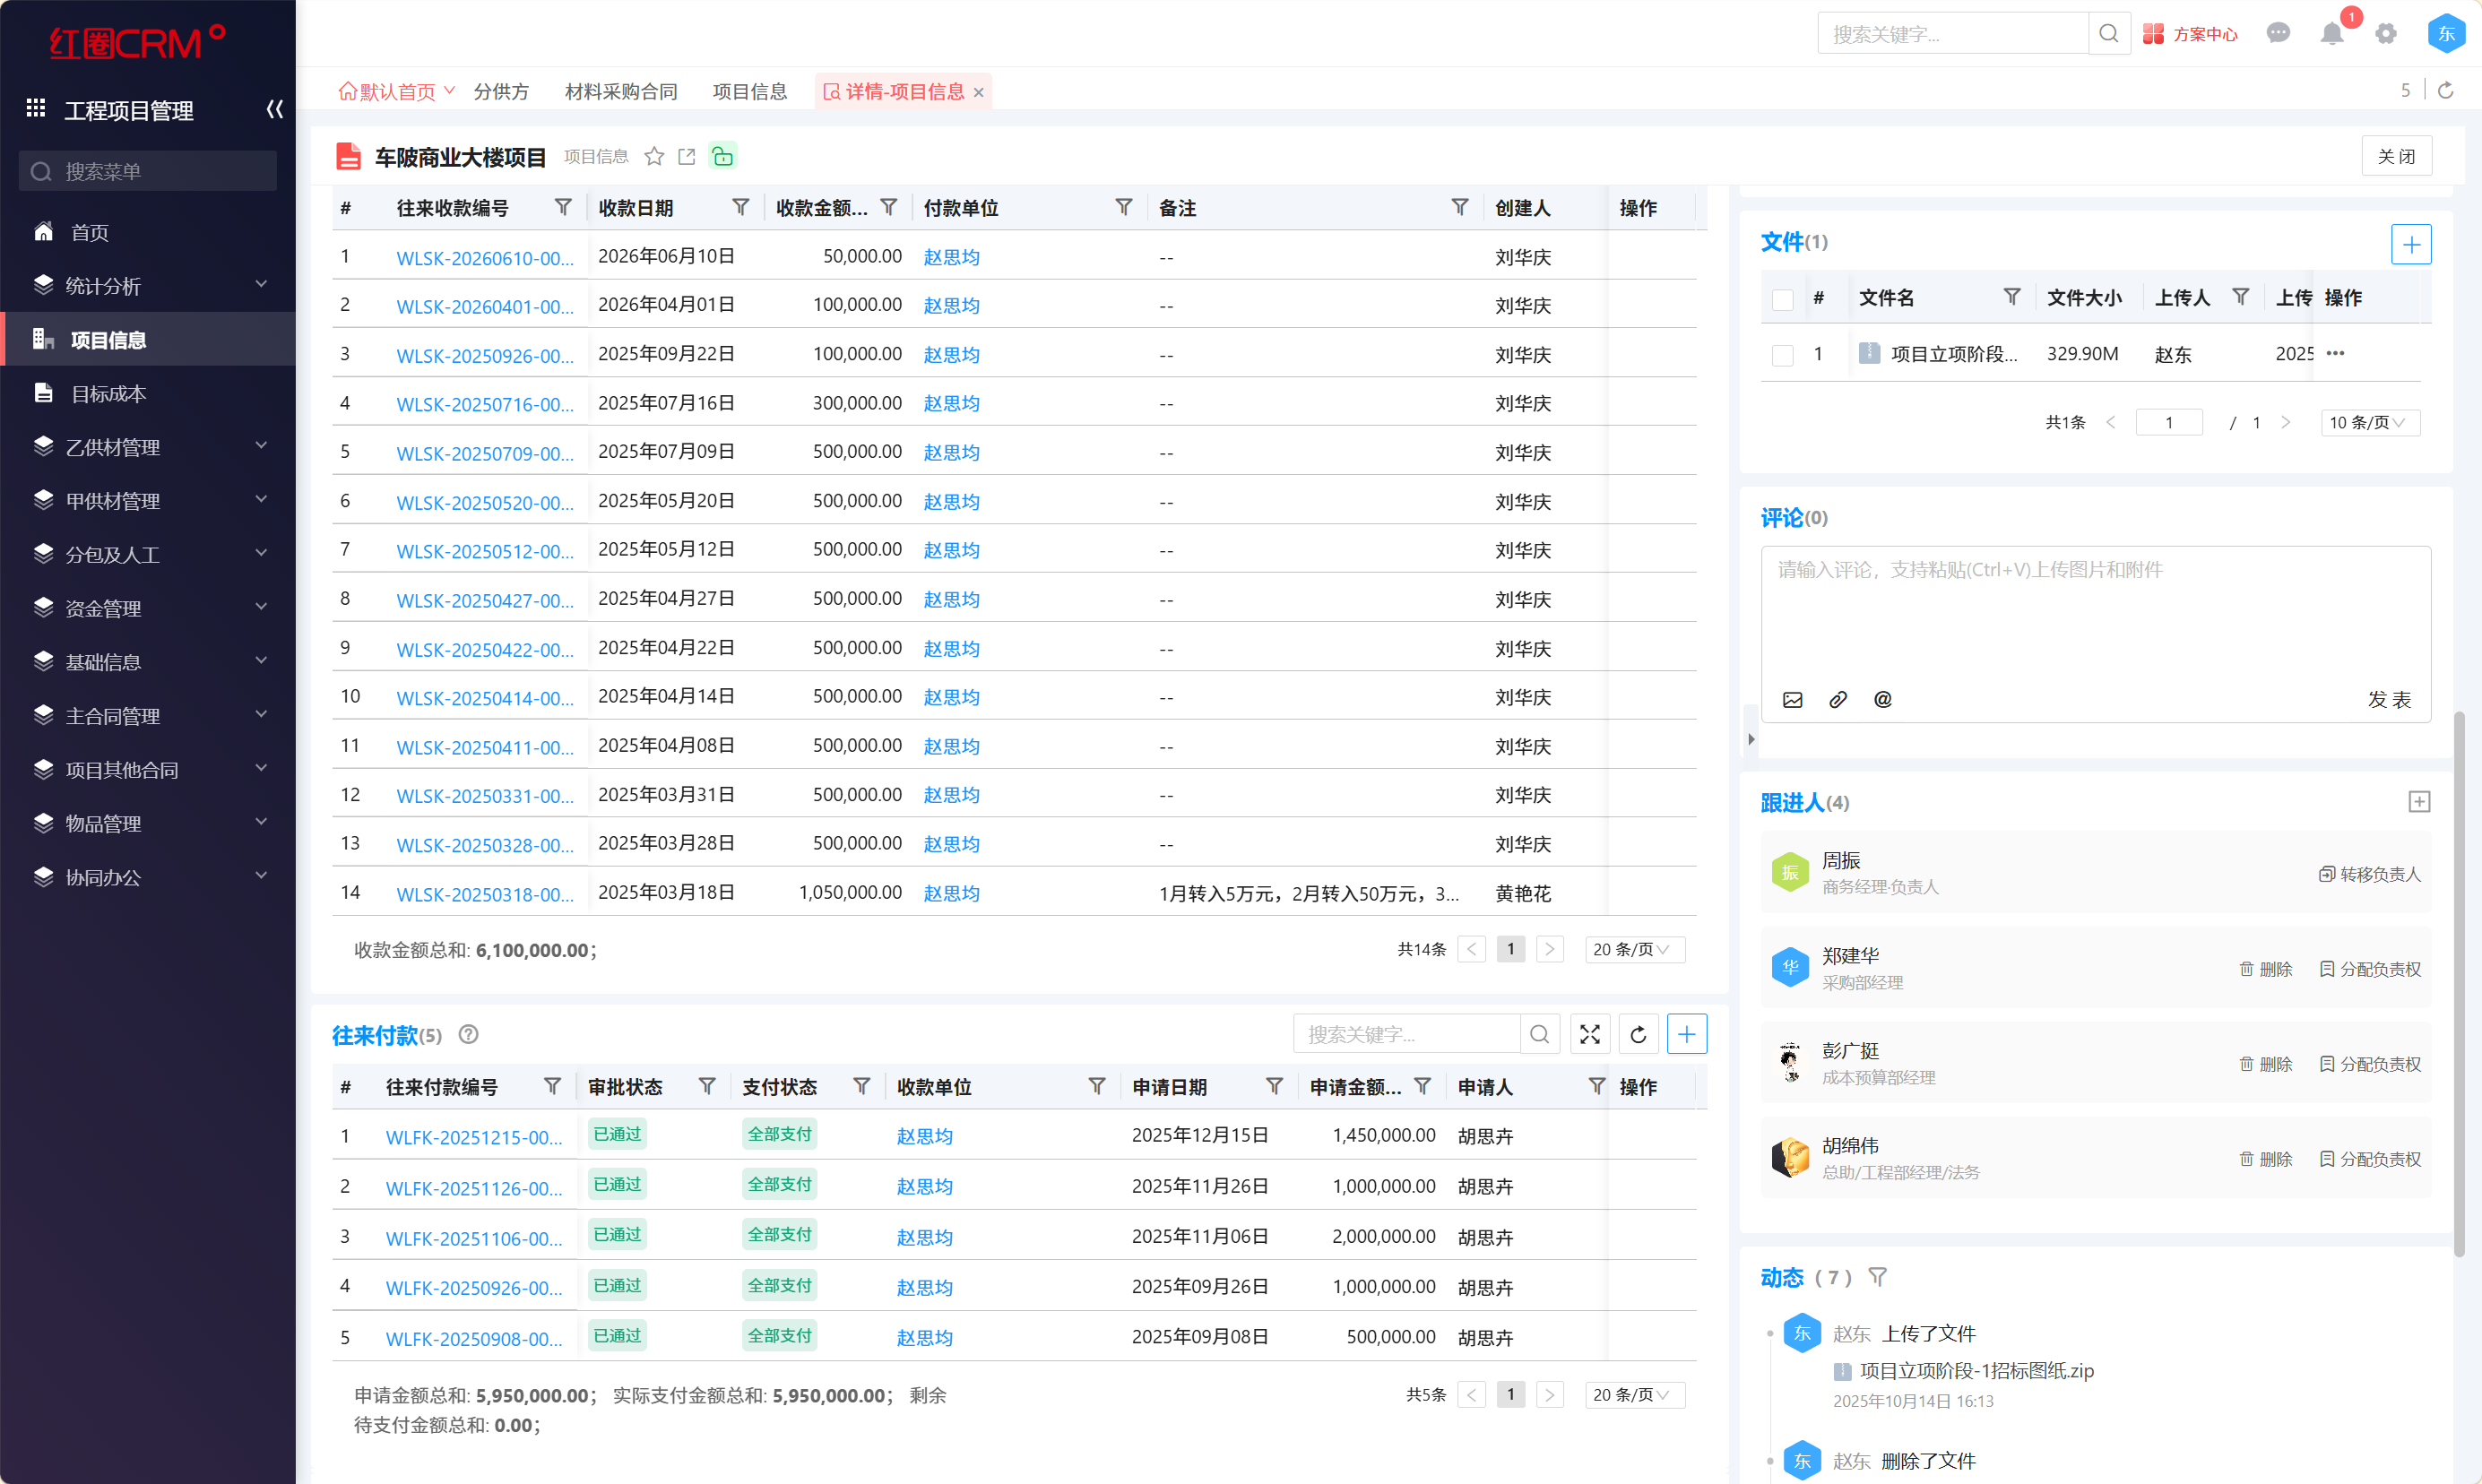 红圈CRM
工程项目管理
搜索菜单
首页
统计分析
项目信息
目标成本
乙供材管理
甲供材管理
分包及人工
资金管理
基础信息
主合同管理
项目其他合同
物品管理
协同办公
搜索关键字...
方案中心
1
东
默认首页 分供方 材料采购合同 项目信息 详情-项目信息
5
车陂商业大楼项目 项目信息
关 闭
# 往来收款编号 收款日期 收款金额... 付款单位 备注 创建人 操作
1 WLSK-20260610-00... 2026年06月10日 50,000.00 赵思均 -- 刘华庆
2 WLSK-20260401-00... 2026年04月01日 100,000.00 赵思均 -- 刘华庆
3 WLSK-20250926-00... 2025年09月22日 100,000.00 赵思均 -- 刘华庆
4 WLSK-20250716-00... 2025年07月16日 300,000.00 赵思均 -- 刘华庆
5 WLSK-20250709-00... 2025年07月09日 500,000.00 赵思均 -- 刘华庆
6 WLSK-20250520-00... 2025年05月20日 500,000.00 赵思均 -- 刘华庆
7 WLSK-20250512-00... 2025年05月12日 500,000.00 赵思均 -- 刘华庆
8 WLSK-20250427-00... 2025年04月27日 500,000.00 赵思均 -- 刘华庆
9 WLSK-20250422-00... 2025年04月22日 500,000.00 赵思均 -- 刘华庆
10 WLSK-20250414-00... 2025年04月14日 500,000.00 赵思均 -- 刘华庆
11 WLSK-20250411-00... 2025年04月08日 500,000.00 赵思均 -- 刘华庆
12 WLSK-20250331-00... 2025年03月31日 500,000.00 赵思均 -- 刘华庆
13 WLSK-20250328-00... 2025年03月28日 500,000.00 赵思均 -- 刘华庆
14 WLSK-20250318-00... 2025年03月18日 1,050,000.00 赵思均 1月转入5万元，2月转入50万元，3... 黄艳花
收款金额总和: 6,100,000.00；
共14条 1 20 条/页
往来付款(5)
搜索关键字...
# 往来付款编号 审批状态 支付状态 收款单位 申请日期 申请金额... 申请人 操作
1 WLFK-20251215-00... 已通过 全部支付 赵思均 2025年12月15日 1,450,000.00 胡思卉
2 WLFK-20251126-00... 已通过 全部支付 赵思均 2025年11月26日 1,000,000.00 胡思卉
3 WLFK-20251106-00... 已通过 全部支付 赵思均 2025年11月06日 2,000,000.00 胡思卉
4 WLFK-20250926-00... 已通过 全部支付 赵思均 2025年09月26日 1,000,000.00 胡思卉
5 WLFK-20250908-00... 已通过 全部支付 赵思均 2025年09月08日 500,000.00 胡思卉
申请金额总和: 5,950,000.00； 实际支付金额总和: 5,950,000.00； 剩余
待支付金额总和: 0.00；
共5条 1 20 条/页
文件(1)
# 文件名 文件大小 上传人 上传 操作
1 项目立项阶段... 329.90M 赵东 2025 •••
共1条 1 / 1 10 条/页
评论(0)
请输入评论，支持粘贴(Ctrl+V)上传图片和附件
@ 发 表
跟进人(4)
振 周振
商务经理·负责人
转移负责人
华 郑建华
采购部经理
删除 分配负责权
彭广挺
成本预算部经理
删除 分配负责权
胡绵伟
总助/工程部经理/法务
删除 分配负责权
动态 ( 7 )
东 赵东 上传了文件
项目立项阶段-1招标图纸.zip
2025年10月14日 16:13
东 赵东 删除了文件